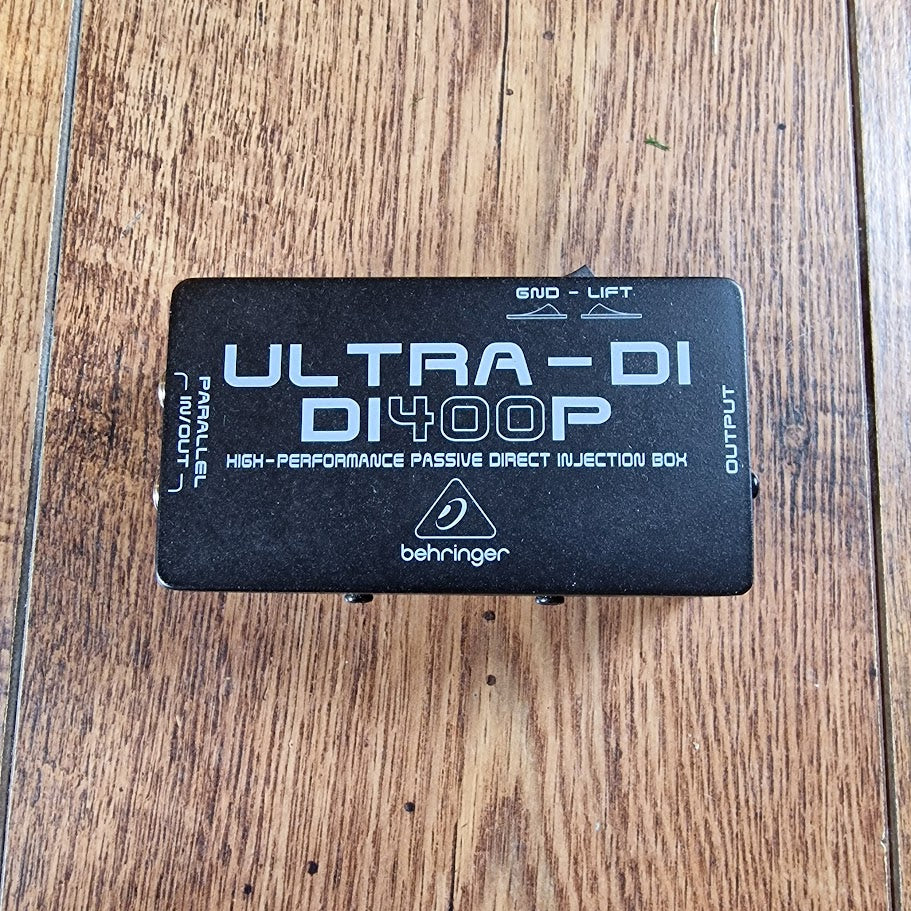 GND - LIFT
ULTRA-DI
DI400P
HIGH-PERFORMANCE PASSIVE DIRECT INJECTION BOX
behringer
PARALLEL
IN/OUT
OUTPUT